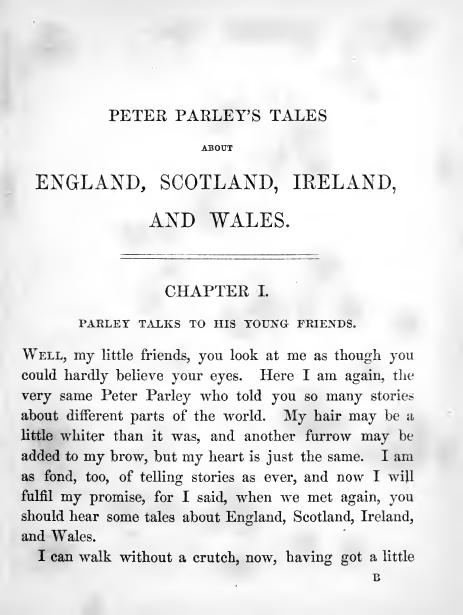 PETER PARLEY'S TALES
ABOUT
ENGLAND, SCOTLAND, IRELAND,
AND WALES.
CHAPTER I.
PARLEY TALKS TO HIS YOUNG FRIENDS.
WELL, my little friends, you look at me as though you
could hardly believe your eyes. Here I am again, the
very same Peter Parley who told you so many stories
about different parts of the world. My hair may be a
little whiter than it was, and another furrow may be
added to my brow, but my heart is just the same. I am
as fond, too, of telling stories as ever, and now I will
fulfil my promise, for I said, when we met again, you
should hear some tales about England, Scotland, Ireland,
and Wales.
I can walk without a crutch, now, having got a little
B